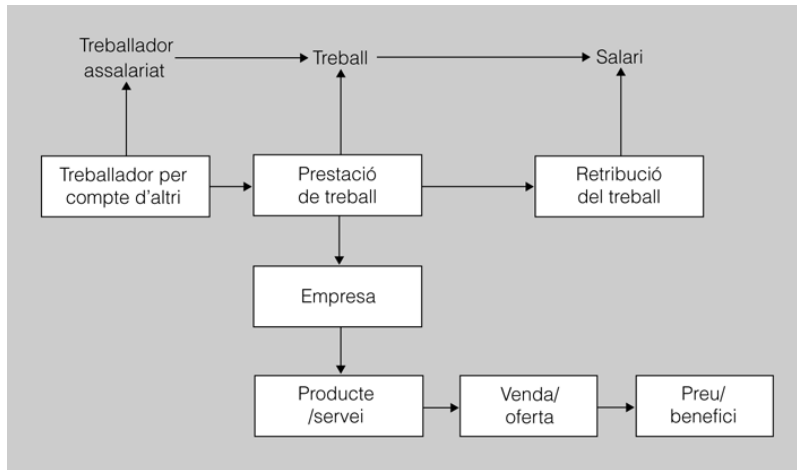 Treballador
assalariat
Treball
Salari
Treballador per
compte d'altri
Prestació
de treball
Retribució
del treball
Empresa
Producte
/servei
Venda/
oferta
Preu/
benefici